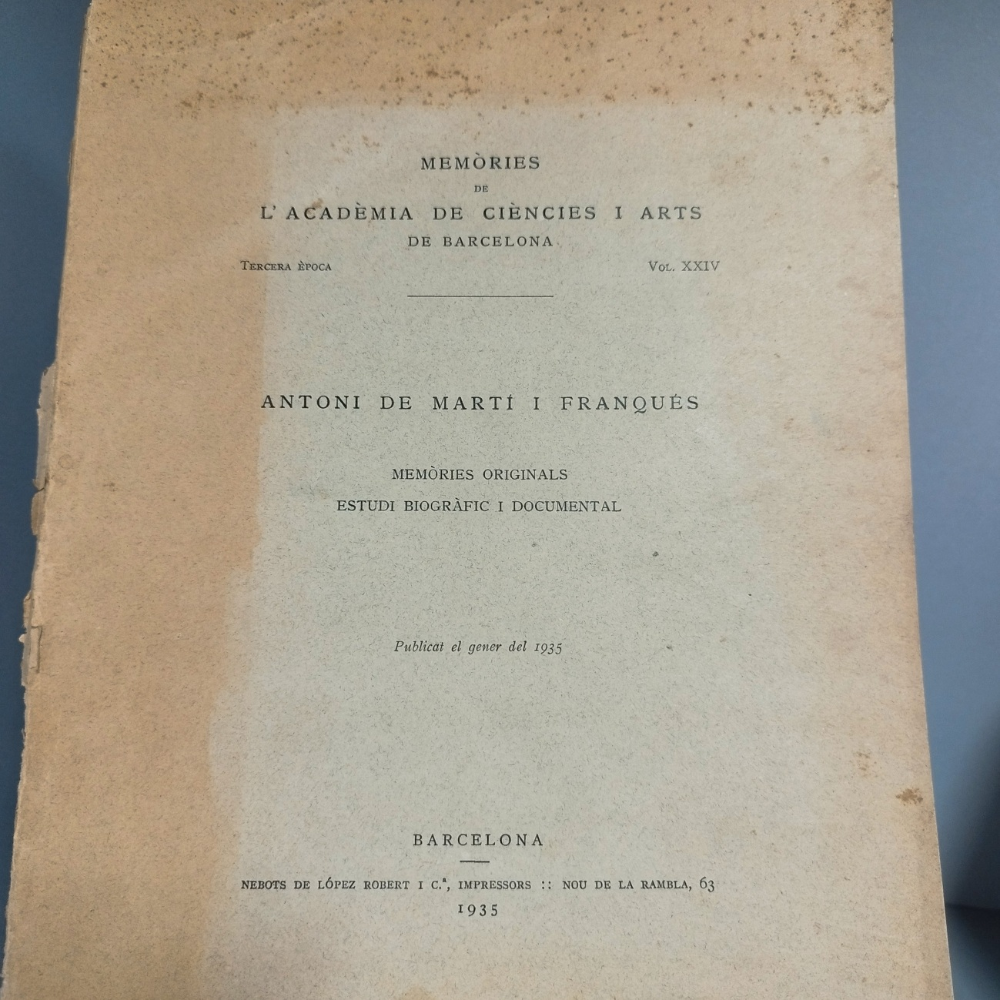 MEMÒRIES
DE
L' ACADÈMIA DE CIÈNCIES I ARTS
DE BARCELONA
TERCERA ÈPOCA VOL. XXIV
ANTONI DE MARTÍ I FRANQUÉS
MEMÒRIES ORIGINALS
ESTUDI BIOGRÀFIC I DOCUMENTAL
Publicat el gener del 1935
BARCELONA
NEBOTS DE LÓPEZ ROBERT I C.ª, IMPRESSORS :: NOU DE LA RAMBLA, 63
1935